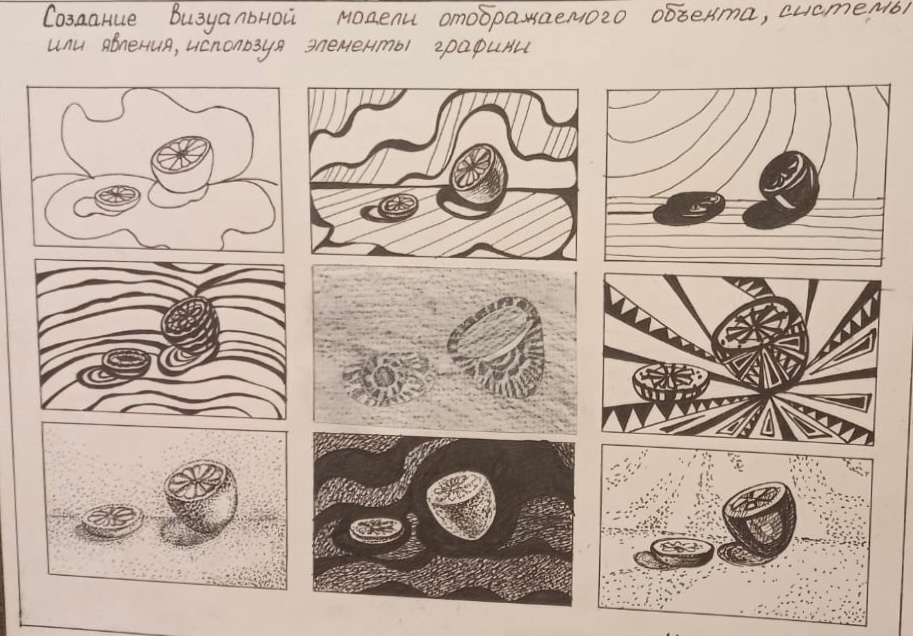 Создание визуальной модели отображаемого объекта, системы
или явления, используя элементы графики